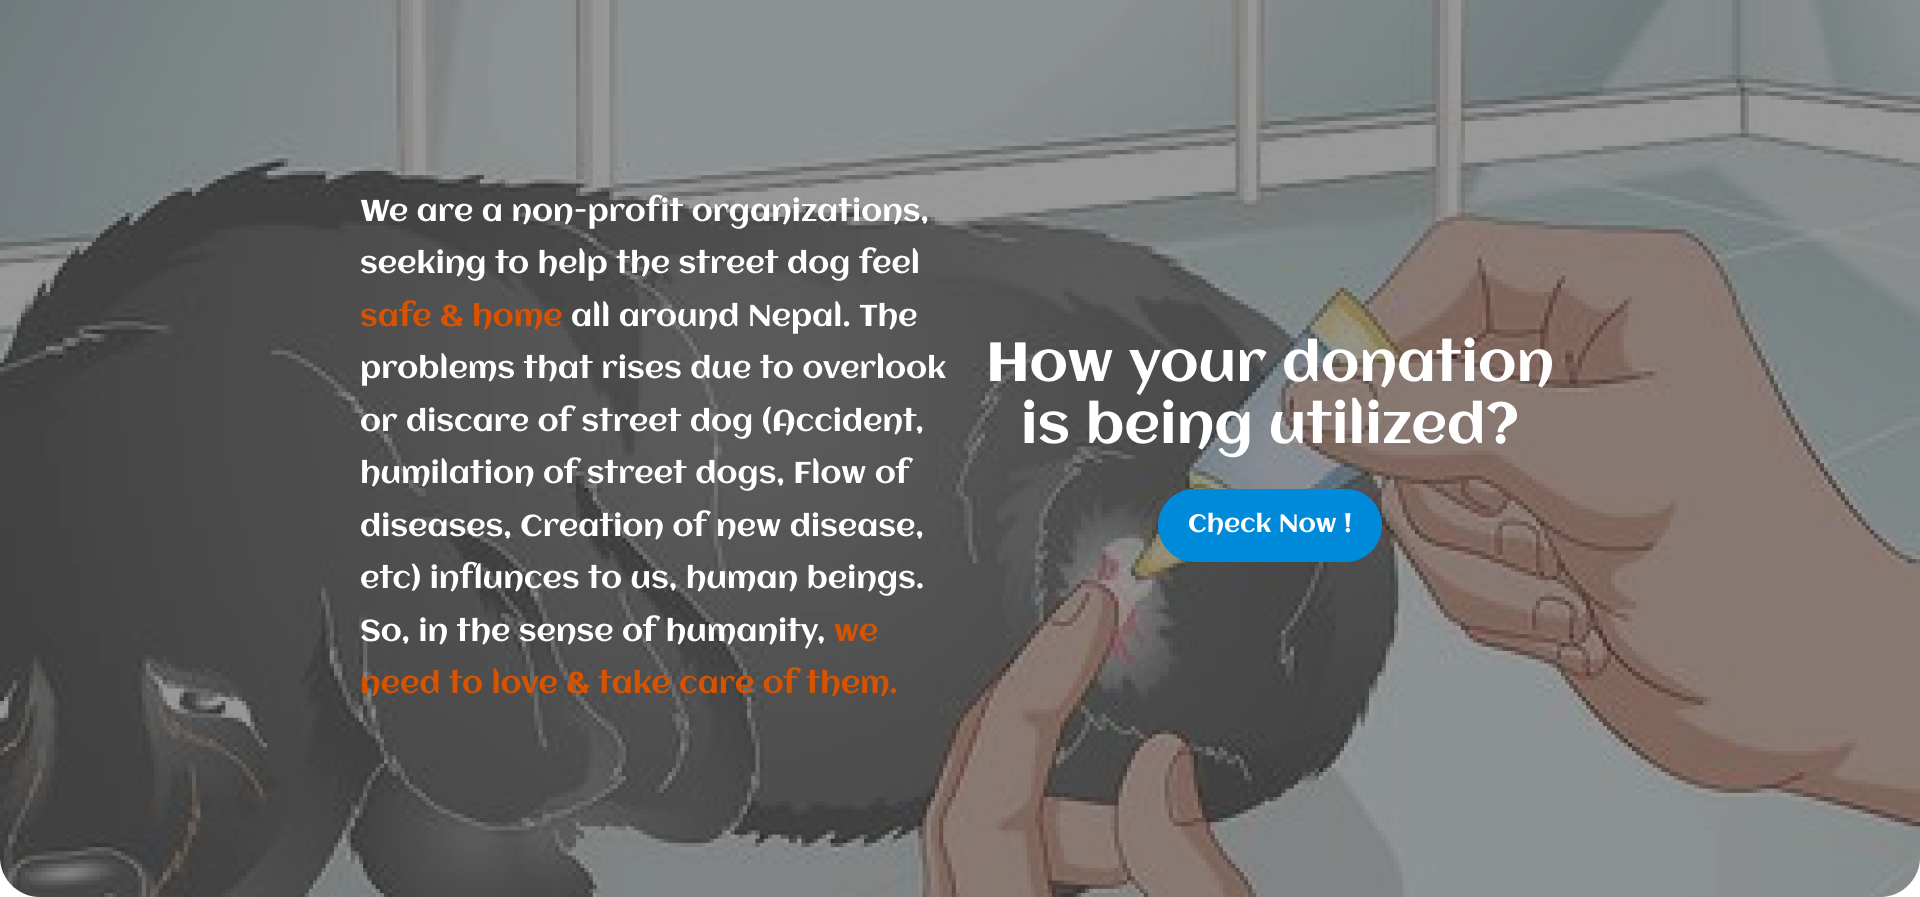 We are a non-profit organizations,
seeking to help the street dog feel
safe & home all around Nepal. The
problems that rises due to overlook
or discare of street dog (Accident,
humilation of street dogs, Flow of
diseases, Creation of new disease,
etc) influnces to us, human beings.
So, in the sense of humanity, we
need to love & take care of them.
How your donation
is being utilized?
Check Now !